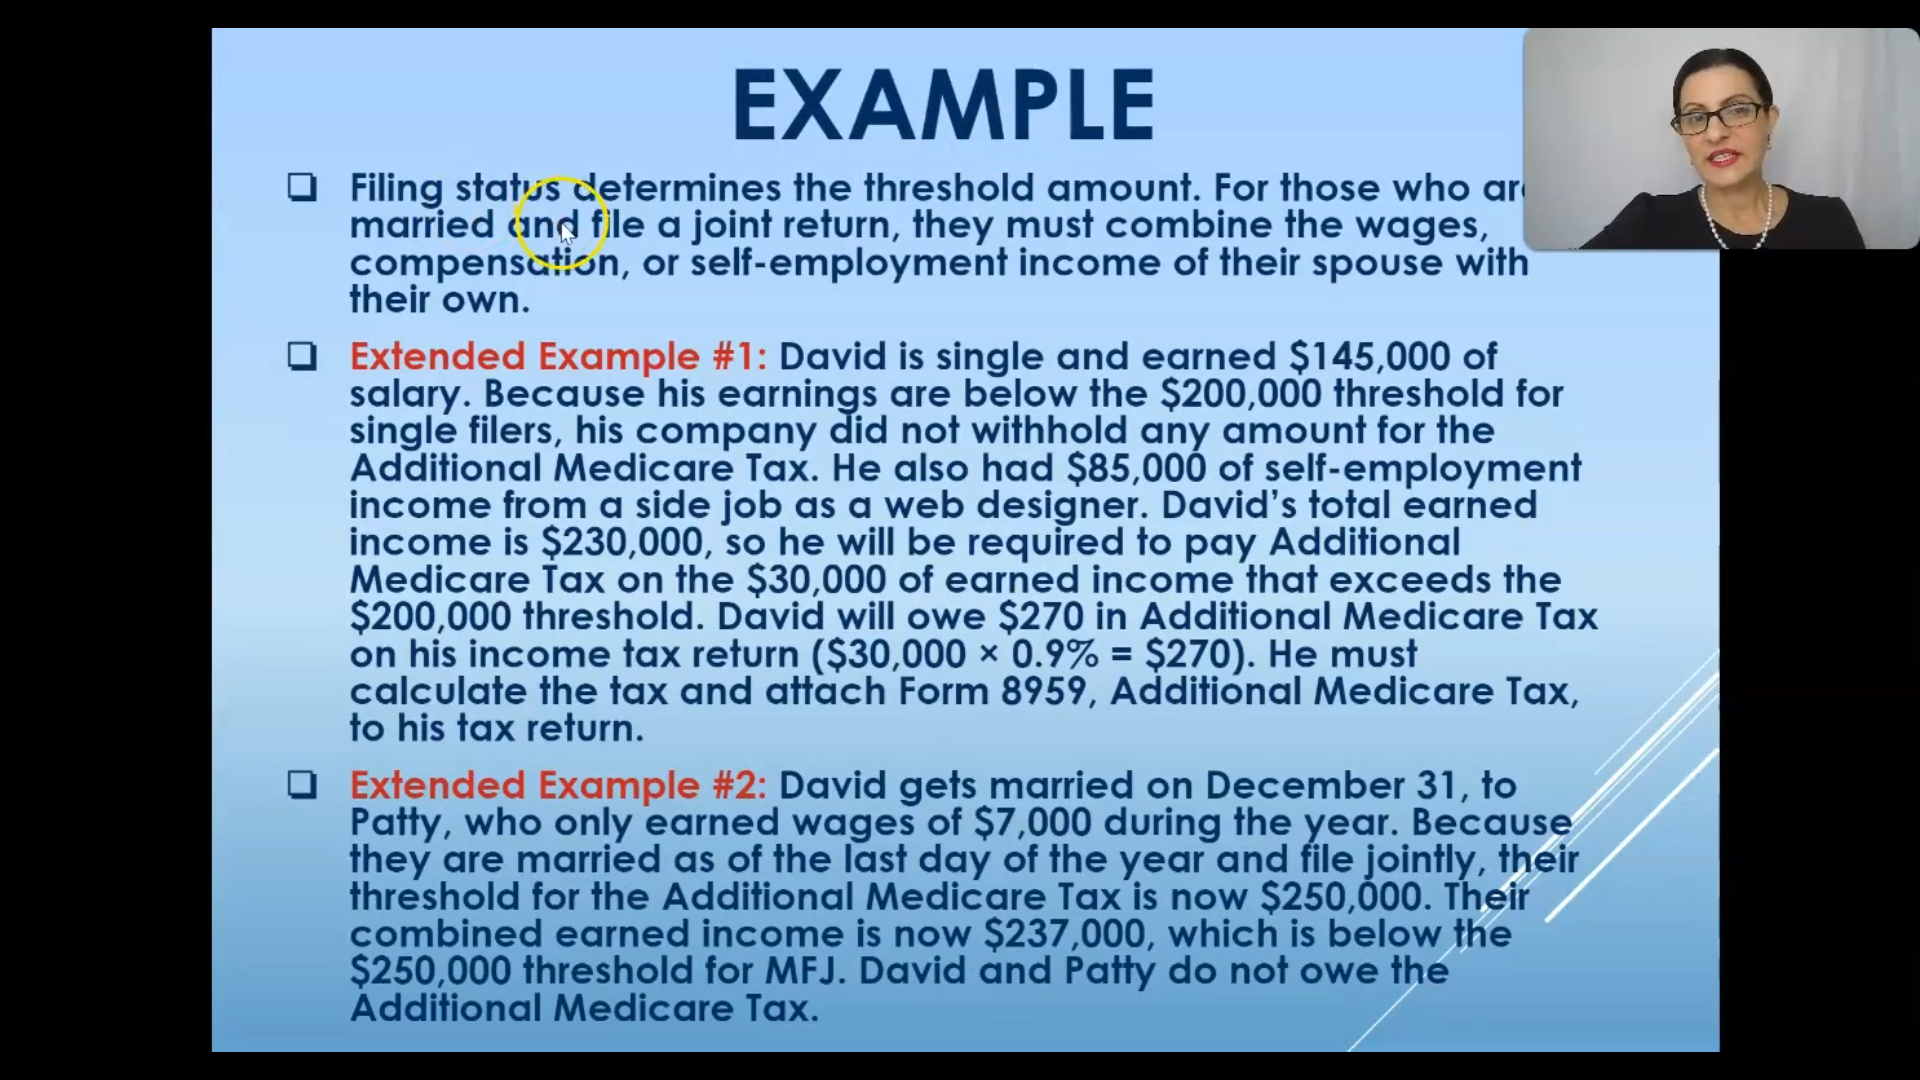 EXAMPLE
Filing status determines the threshold amount. For those who are
married and file a joint return, they must combine the wages,
compensation, or self-employment income of their spouse with
their own.
Extended Example #1: David is single and earned $145,000 of
salary. Because his earnings are below the $200,000 threshold for
single filers, his company did not withhold any amount for the
Additional Medicare Tax. He also had $85,000 of self-employment
income from a side job as a web designer. David's total earned
income is $230,000, so he will be required to pay Additional
Medicare Tax on the $30,000 of earned income that exceeds the
$200,000 threshold. David will owe $270 in Additional Medicare Tax
on his income tax return ($30,000 × 0.9% = $270). He must
calculate the tax and attach Form 8959, Additional Medicare Tax,
to his tax return.
Extended Example #2: David gets married on December 31, to
Patty, who only earned wages of $7,000 during the year. Because
they are married as of the last day of the year and file jointly, their
threshold for the Additional Medicare Tax is now $250,000. Their
combined earned income is now $237,000, which is below the
$250,000 threshold for MFJ. David and Patty do not owe the
Additional Medicare Tax.